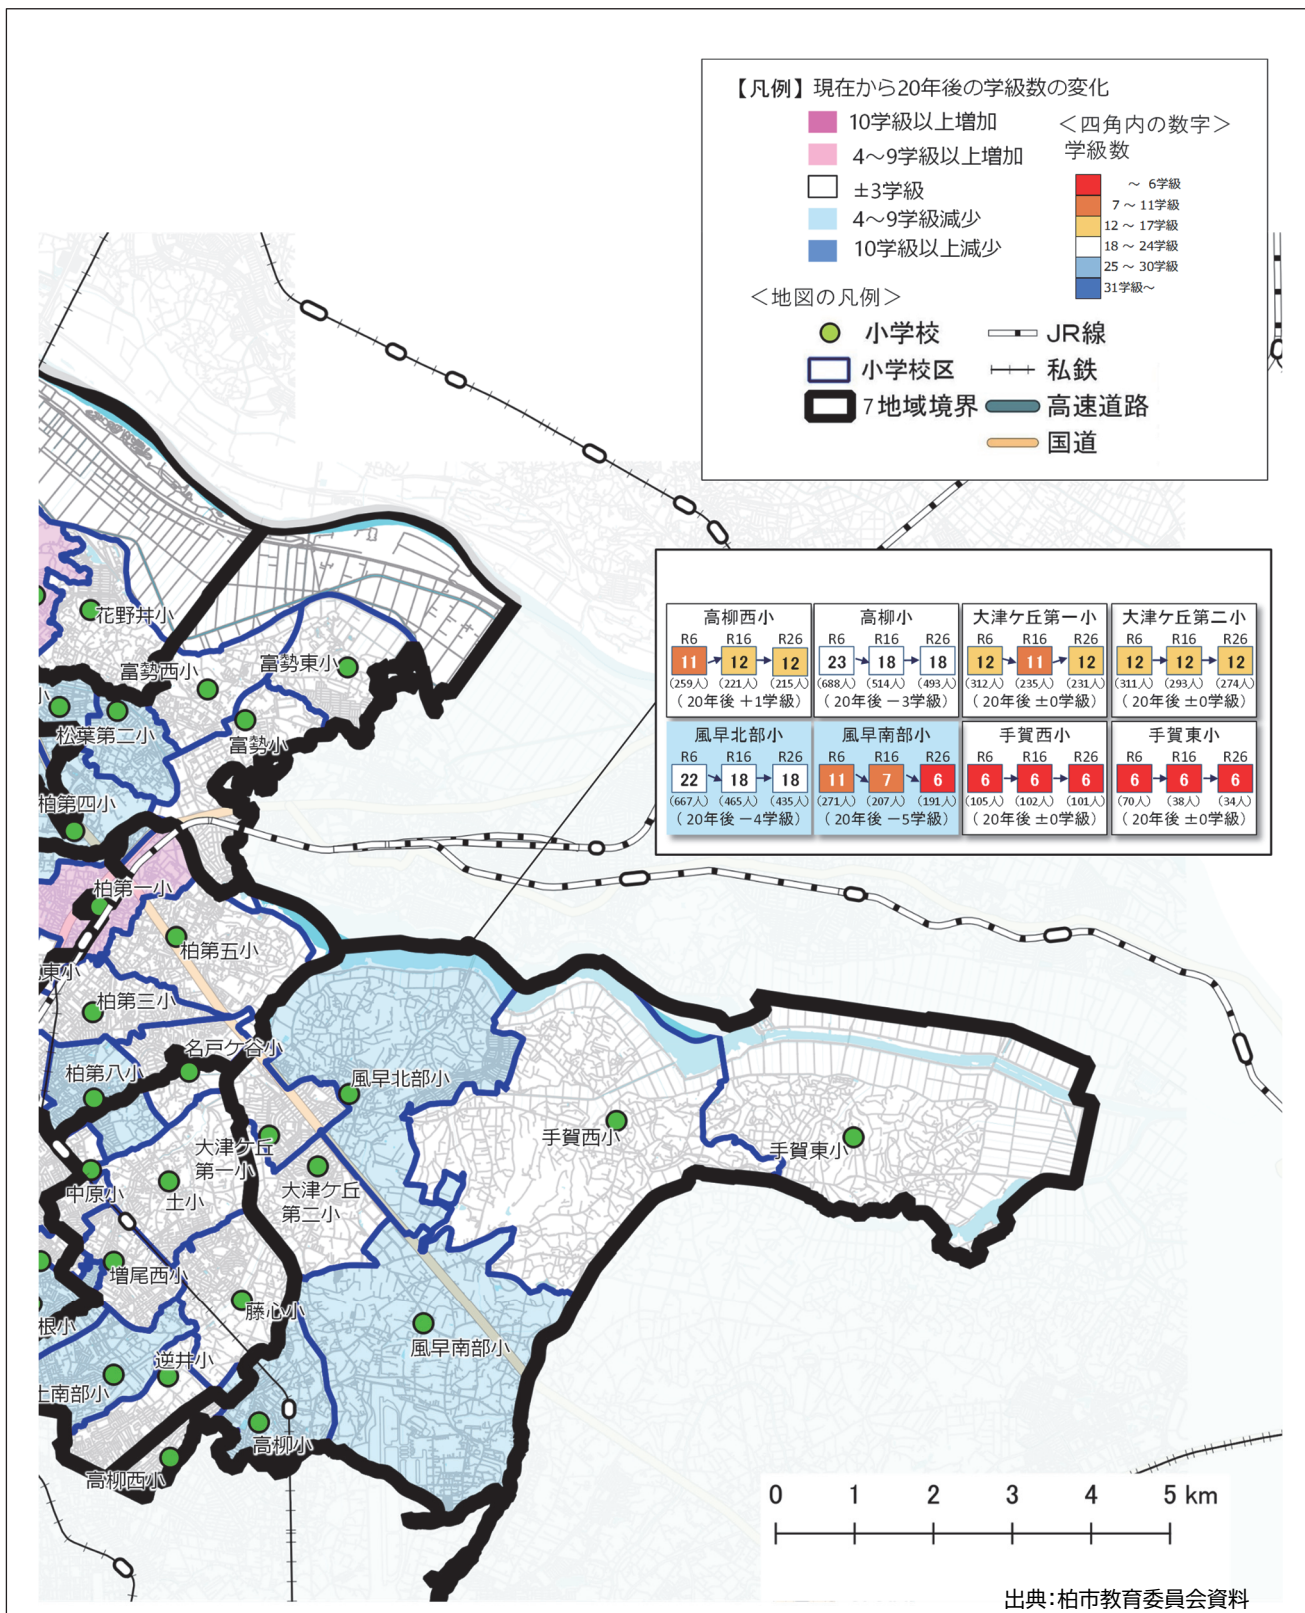 【凡例】現在から20年後の学級数の変化
10学級以上増加
4～9学級以上増加
±3学級
4～9学級減少
10学級以上減少
＜四角内の数字＞
学級数
～ 6学級
7 ～ 11学級
12 ～ 17学級
18 ～ 24学級
25 ～ 30学級
31学級～
＜地図の凡例＞
小学校
小学校区
7地域境界
JR線
私鉄
高速道路
国道
高柳西小
R6 R16 R26
11 12 12
(259人) (221人) (215人)
( 20年後 ＋1学級)
高柳小
R6 R16 R26
23 18 18
(688人) (514人) (493人)
( 20年後 －3学級)
大津ケ丘第一小
R6 R16 R26
12 11 12
(312人) (235人) (231人)
( 20年後 ±0学級)
大津ケ丘第二小
R6 R16 R26
12 12 12
(311人) (293人) (274人)
( 20年後 ±0学級)
風早北部小
R6 R16 R26
22 18 18
(667人) (465人) (435人)
( 20年後 －4学級)
風早南部小
R6 R16 R26
11 7 6
(271人) (207人) (191人)
( 20年後 －5学級)
手賀西小
R6 R16 R26
6 6 6
(105人) (102人) (101人)
( 20年後 ±0学級)
手賀東小
R6 R16 R26
6 6 6
(70人) (38人) (34人)
( 20年後 ±0学級)
花野井小
富勢西小
富勢東小
小
松葉第二小
富勢小
柏第四小
柏第一小
柏第五小
東小
柏第三小
名戸ケ谷小
柏第八小
風早北部小
大津ケ丘
第一小
手賀西小
手賀東小
中原小
土小
大津ケ丘
第二小
増尾西小
藤心小
根小
風早南部小
逆井小
土南部小
高柳小
高柳西小
0 1 2 3 4 5 km
出典：柏市教育委員会資料